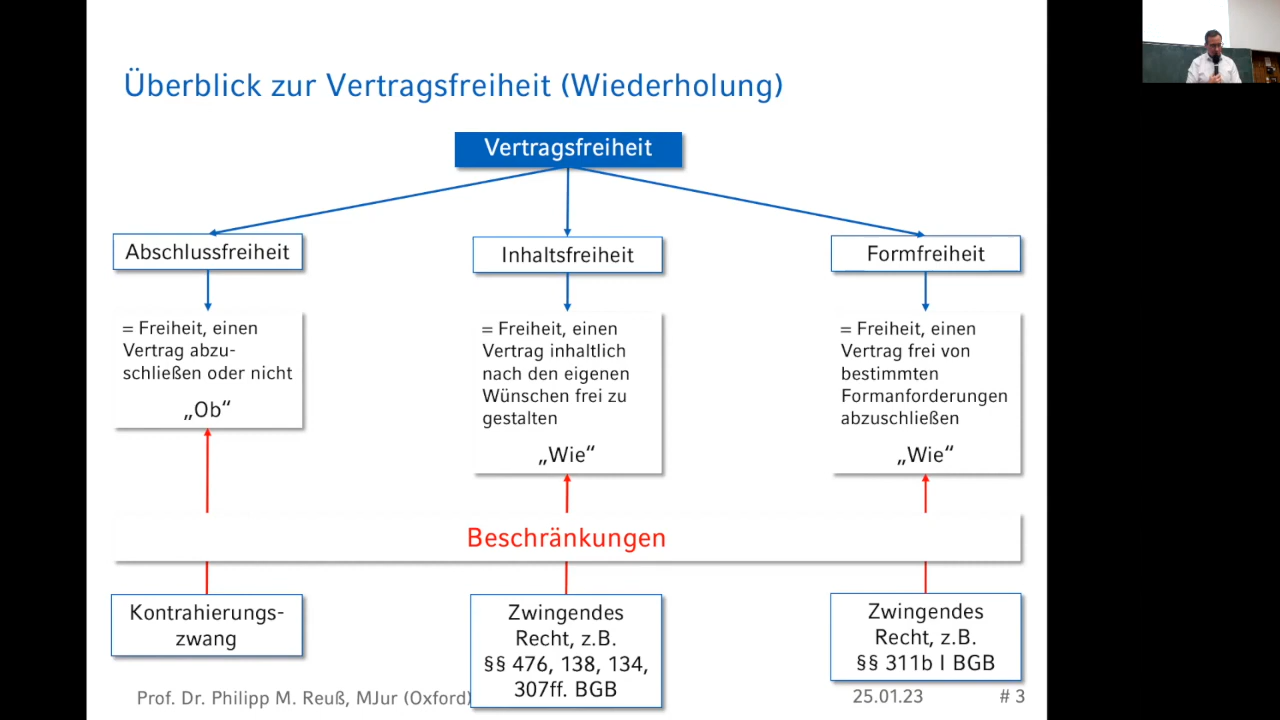 Überblick zur Vertragsfreiheit (Wiederholung)
Vertragsfreiheit
Abschlussfreiheit
= Freiheit, einen
Vertrag abzu-
schließen oder nicht
„Ob“
Inhaltsfreiheit
= Freiheit, einen
Vertrag inhaltlich
nach den eigenen
Wünschen frei zu
gestalten
„Wie“
Formfreiheit
= Freiheit, einen
Vertrag frei von
bestimmten
Formanforderungen
abzuschließen
„Wie“
Beschränkungen
Kontrahierungs-
zwang
Zwingendes
Recht, z.B.
§§ 476, 138, 134,
307ff. BGB
Zwingendes
Recht, z.B.
§§ 311b I BGB
Prof. Dr. Philipp M. Reuß, MJur (Oxford)
25.01.23
# 3